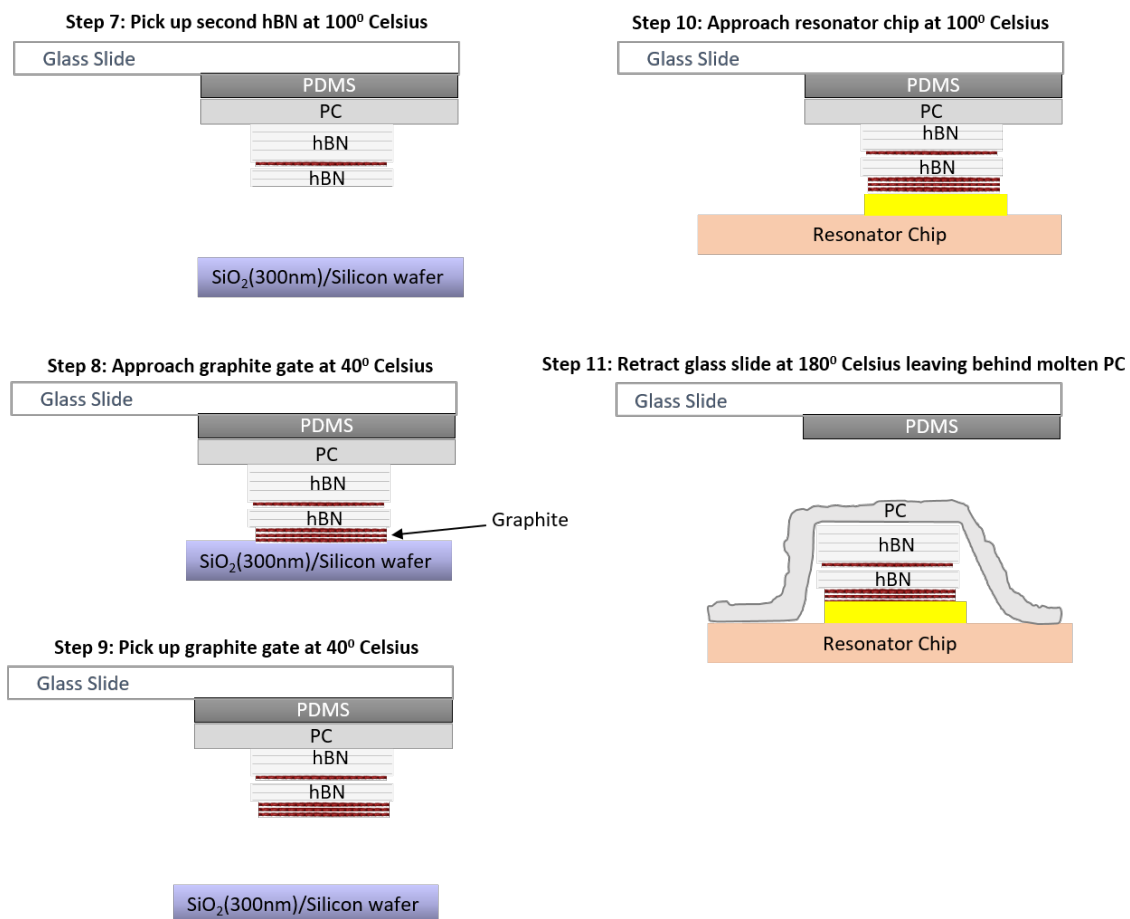 Step 7: Pick up second hBN at 100⁰ Celsius
Glass Slide
PDMS
PC
hBN
hBN
SiO₂(300nm)/Silicon wafer
Step 8: Approach graphite gate at 40⁰ Celsius
Glass Slide
PDMS
PC
hBN
hBN
Graphite
SiO₂(300nm)/Silicon wafer
Step 9: Pick up graphite gate at 40⁰ Celsius
Glass Slide
PDMS
PC
hBN
hBN
SiO₂(300nm)/Silicon wafer
Step 10: Approach resonator chip at 100⁰ Celsius
Glass Slide
PDMS
PC
hBN
hBN
Resonator Chip
Step 11: Retract glass slide at 180⁰ Celsius leaving behind molten PC
Glass Slide
PDMS
PC
hBN
hBN
Resonator Chip